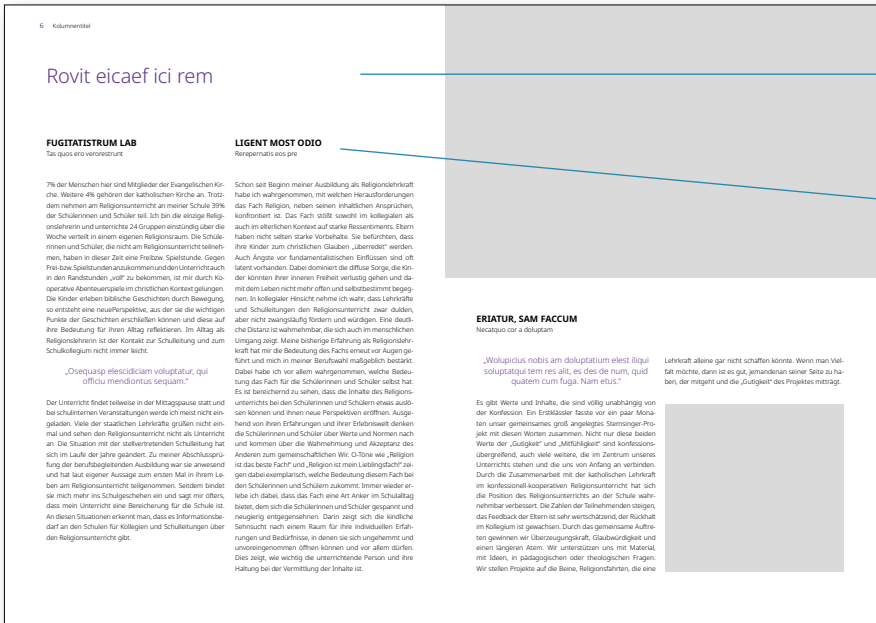 6 Kolumnentitel
Rovit eicaef ici rem
FUGITATISTRUM LAB
Tas quos ero verorestrunt
7% der Menschen hier sind Mitglieder der Evangelischen Kir-
che. Weitere 4% gehören der katholischen Kirche an. Trotz-
dem nehmen am Religionsunterricht an meiner Schule 39%
der Schülerinnen und Schüler teil. Ich bin die einzige Religi-
onslehrerin und unterrichte 24 Gruppen einstündig über die
Woche verteilt in einem eigenen Religionsraum. Die Schüle-
rinnen und Schüler, die nicht am Religionsunterricht teilneh-
men, haben in dieser Zeit eine Freibzw. Spielstunde. Gegen
Frei-bzw. Spielstunden anzukommen und den Unterricht auch
in den Randstunden „voll“ zu bekommen, ist mir durch Ko-
operative Abenteuerspiele im christlichen Kontext gelungen.
Die Kinder erleben biblische Geschichten durch Bewegung,
so entsteht eine neuePerspektive, aus der sie die wichtigen
Punkte der Geschichten erschließen können und diese auf
ihre Bedeutung für ihren Alltag reflektieren. Im Alltag als
Religionslehrerin ist der Kontakt zur Schulleitung und zum
Schulkollegium nicht immer leicht.
„Osequasp elescidiciam voluptatur, qui
officiu mendiontus sequam.“
Der Unterricht findet teilweise in der Mittagspause statt und
bei schulinternen Veranstaltungen werde ich meist nicht ein-
geladen. Viele der staatlichen Lehrkräfte grüßen nicht ein-
mal und sehen den Religionsunterricht nicht als Unterricht
an. Die Situation mit der stellvertretenden Schulleitung hat
sich im Laufe der Jahre geändert. Zu meiner Abschlussprü-
fung der berufsbegleitenden Ausbildung war sie anwesend
und hat laut eigener Aussage zum ersten Mal in ihrem Le-
ben am Religionsunterricht teilgenommen. Seitdem bindet
sie mich mehr ins Schulgeschehen ein und sagt mir öfters,
dass mein Unterricht eine Bereicherung für die Schule ist.
An diesen Situationen erkennt man, dass es Informationsbe-
darf an den Schulen für Kollegien und Schulleitungen über
den Religionsunterricht gibt.
LIGENT MOST ODIO
Rerepernatis eos pre
Schon seit Beginn meiner Ausbildung als Religionslehrkraft
habe ich wahrgenommen, mit welchen Herausforderungen
das Fach Religion, neben seinen inhaltlichen Ansprüchen,
konfrontiert ist. Das Fach stößt sowohl im kollegialen als
auch im elterlichen Kontext auf starke Ressentiments. Eltern
haben nicht selten starke Vorbehalte. Sie befürchten, dass
ihre Kinder zum christlichen Glauben „überredet“ werden.
Auch Ängste vor fundamentalistischen Einflüssen sind oft
latent vorhanden. Dabei dominiert die diffuse Sorge, die Kin-
der könnten ihrer inneren Freiheit verlustig gehen und da-
mit dem Leben nicht mehr offen und selbstbestimmt begeg-
nen. In kollegialer Hinsicht nehme ich wahr, dass Lehrkräfte
und Schulleitungen den Religionsunterricht zwar dulden,
aber nicht zwangsläufig fördern und würdigen. Eine deutli-
che Distanz ist wahrnehmbar, die sich auch im menschlichen
Umgang zeigt. Meine bisherige Erfahrung als Religionslehr-
kraft hat mir die Bedeutung des Fachs erneut vor Augen ge-
führt und mich in meiner Berufswahl maßgeblich bestärkt.
Dabei habe ich vor allem wahrgenommen, welche Bedeu-
tung das Fach für die Schülerinnen und Schüler selbst hat.
Es ist bereichernd zu sehen, dass die Inhalte des Religions-
unterrichts bei den Schülerinnen und Schülern etwas auslö-
sen können und ihnen neue Perspektiven eröffnen. Ausge-
hend von ihren Erfahrungen und ihrer Erlebniswelt denken
die Schülerinnen und Schüler über Werte und Normen nach
und kommen über die Wahrnehmung und Akzeptanz des
Anderen zum gemeinschaftlichen Wir. O-Töne wie „Religion
ist das beste Fach!“ und „Religion ist mein Lieblingsfach!“ zei-
gen dabei exemplarisch, welche Bedeutung diesem Fach bei
den Schülerinnen und Schülern zukommt. Immer wieder er-
lebe ich dabei, dass das Fach eine Art Anker im Schulalltag
bietet, dem sich die Schülerinnen und Schüler gespannt und
neugierig entgegensehnen. Darin zeigt sich die kindliche
Sehnsucht nach einem Raum für ihre individuellen Erfah-
rungen und Bedürfnisse, in denen sie sich ungehemmt und
unvoreingenommen öffnen können und vor allem dürfen.
Dies zeigt, wie wichtig die unterrichtende Person und ihre
Haltung bei der Vermittlung der Inhalte ist.
ERIATUR, SAM FACCUM
Necatquo cor a doluptam
„Wolupicius nobis am doluptatium elest iliqui
soluptatqui tem res alit, es des de num, quid
quatem cum fuga. Nam etus.“
Es gibt Werte und Inhalte, die sind völlig unabhängig von
der Konfession. Ein Erstklässler fasste vor ein paar Mona-
ten unser gemeinsames groß angelegtes Sternsinger-Pro-
jekt mit diesen Worten zusammen. Nicht nur diese beiden
Werte der „Gutigkeit“ und „Mitfühligkeit“ sind konfessions-
übergreifend, auch viele weitere, die im Zentrum unseres
Unterrichts stehen und die uns von Anfang an verbinden.
Durch die Zusammenarbeit mit der katholischen Lehrkraft
im konfessionell-kooperativen Religionsunterricht hat sich
die Position des Religionsunterrichts an der Schule wahr-
nehmbar verbessert. Die Zahlen der Teilnehmenden steigen,
das Feedback der Eltern ist sehr wertschätzend, der Rückhalt
im Kollegium ist gewachsen. Durch das gemeinsame Auftre-
ten gewinnen wir Überzeugungskraft, Glaubwürdigkeit und
einen längeren Atem. Wir unterstützen uns mit Material,
mit Ideen, in pädagogischen oder theologischen Fragen.
Wir stellen Projekte auf die Beine, Religionsfahrten, die eine
Lehrkraft alleine gar nicht schaffen könnte. Wenn man Viel-
falt möchte, dann ist es gut, jemandanan seiner Seite zu ha-
ben, der mitgeht und die „Gutigkeit“ des Projektes mitträgt.